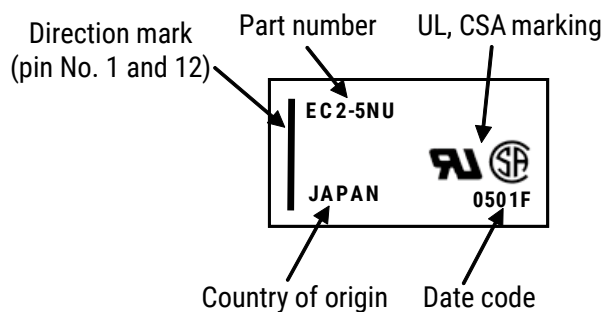 Direction mark
(pin No. 1 and 12)
Part number
UL, CSA marking
EC2-5NU
JAPAN
0501F
Country of origin
Date code